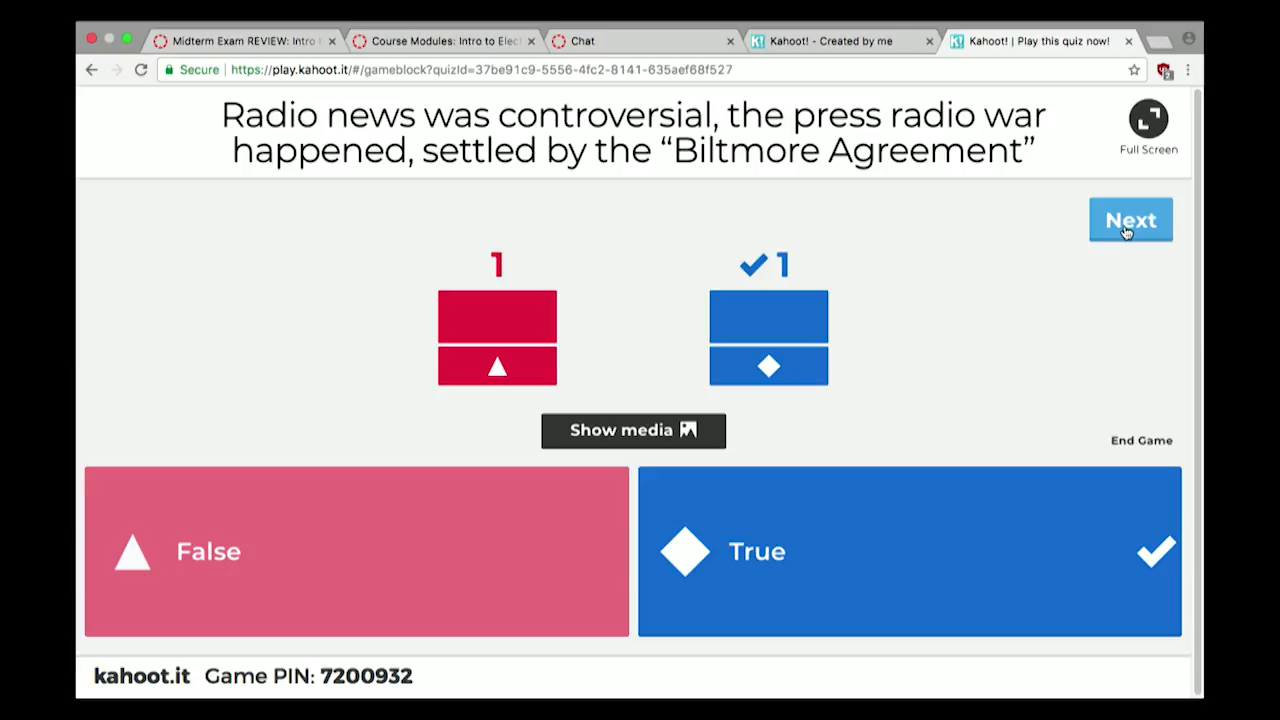 Midterm Exam REVIEW: Intro t
Course Modules: Intro to Elect
Chat
K! Kahoot! - Created by me
K! Kahoot! | Play this quiz now!
Secure https://play.kahoot.it/#/gameblock?quizId=37be91c9-5556-4fc2-8141-635aef68f527
2
Radio news was controversial, the press radio war
happened, settled by the “Biltmore Agreement”
Full Screen
Next
1
1
Show media
End Game
False
True
kahoot.it Game PIN: 7200932